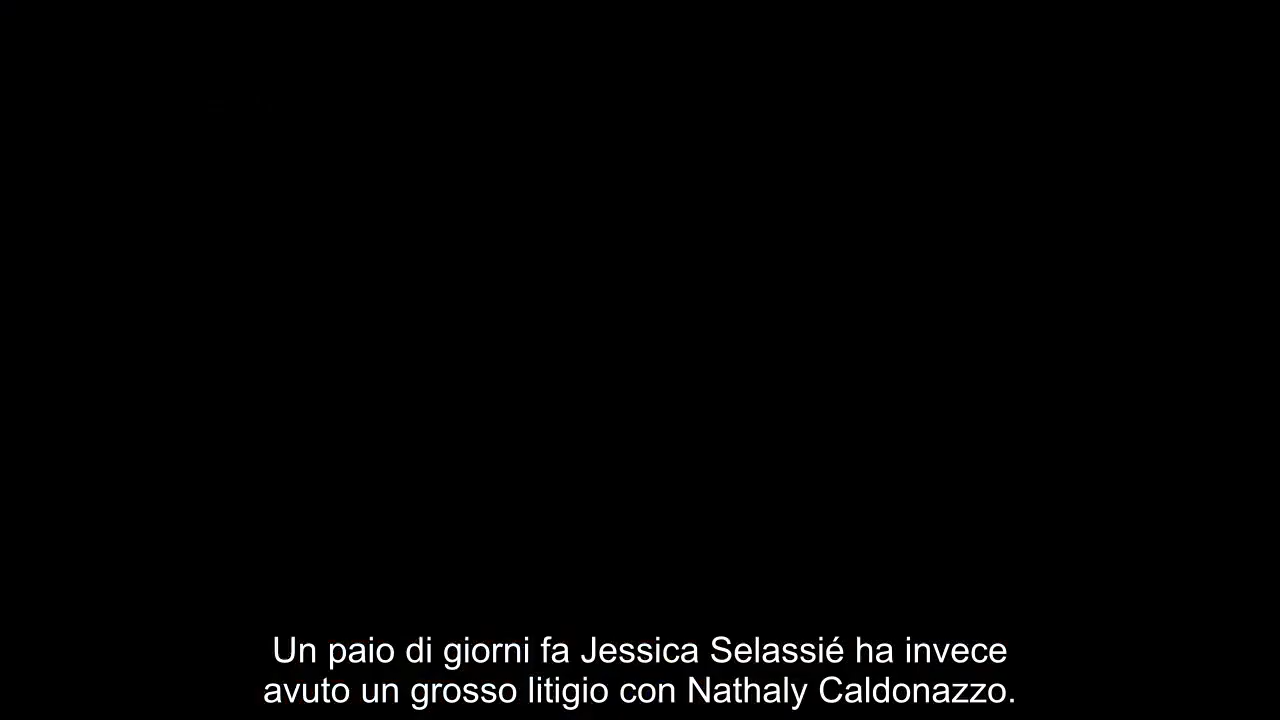 Un paio di giorni fa Jessica Selassié ha invece
avuto un grosso litigio con Nathaly Caldonazzo.